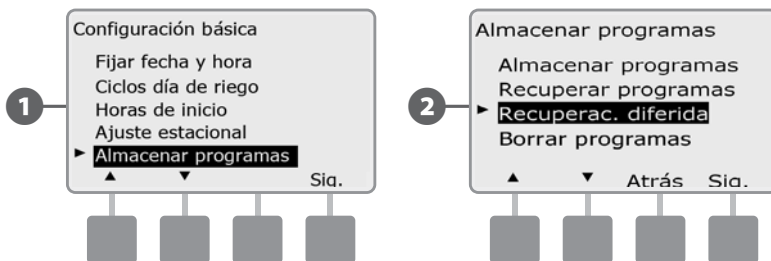 Configuración básica
Fijar fecha y hora
Ciclos día de riego
Horas de inicio
Ajuste estacional
Almacenar programas
Sig.
1
Almacenar programas
Almacenar programas
Recuperar programas
Recuperac. diferida
Borrar programas
Atrás Sig.
2